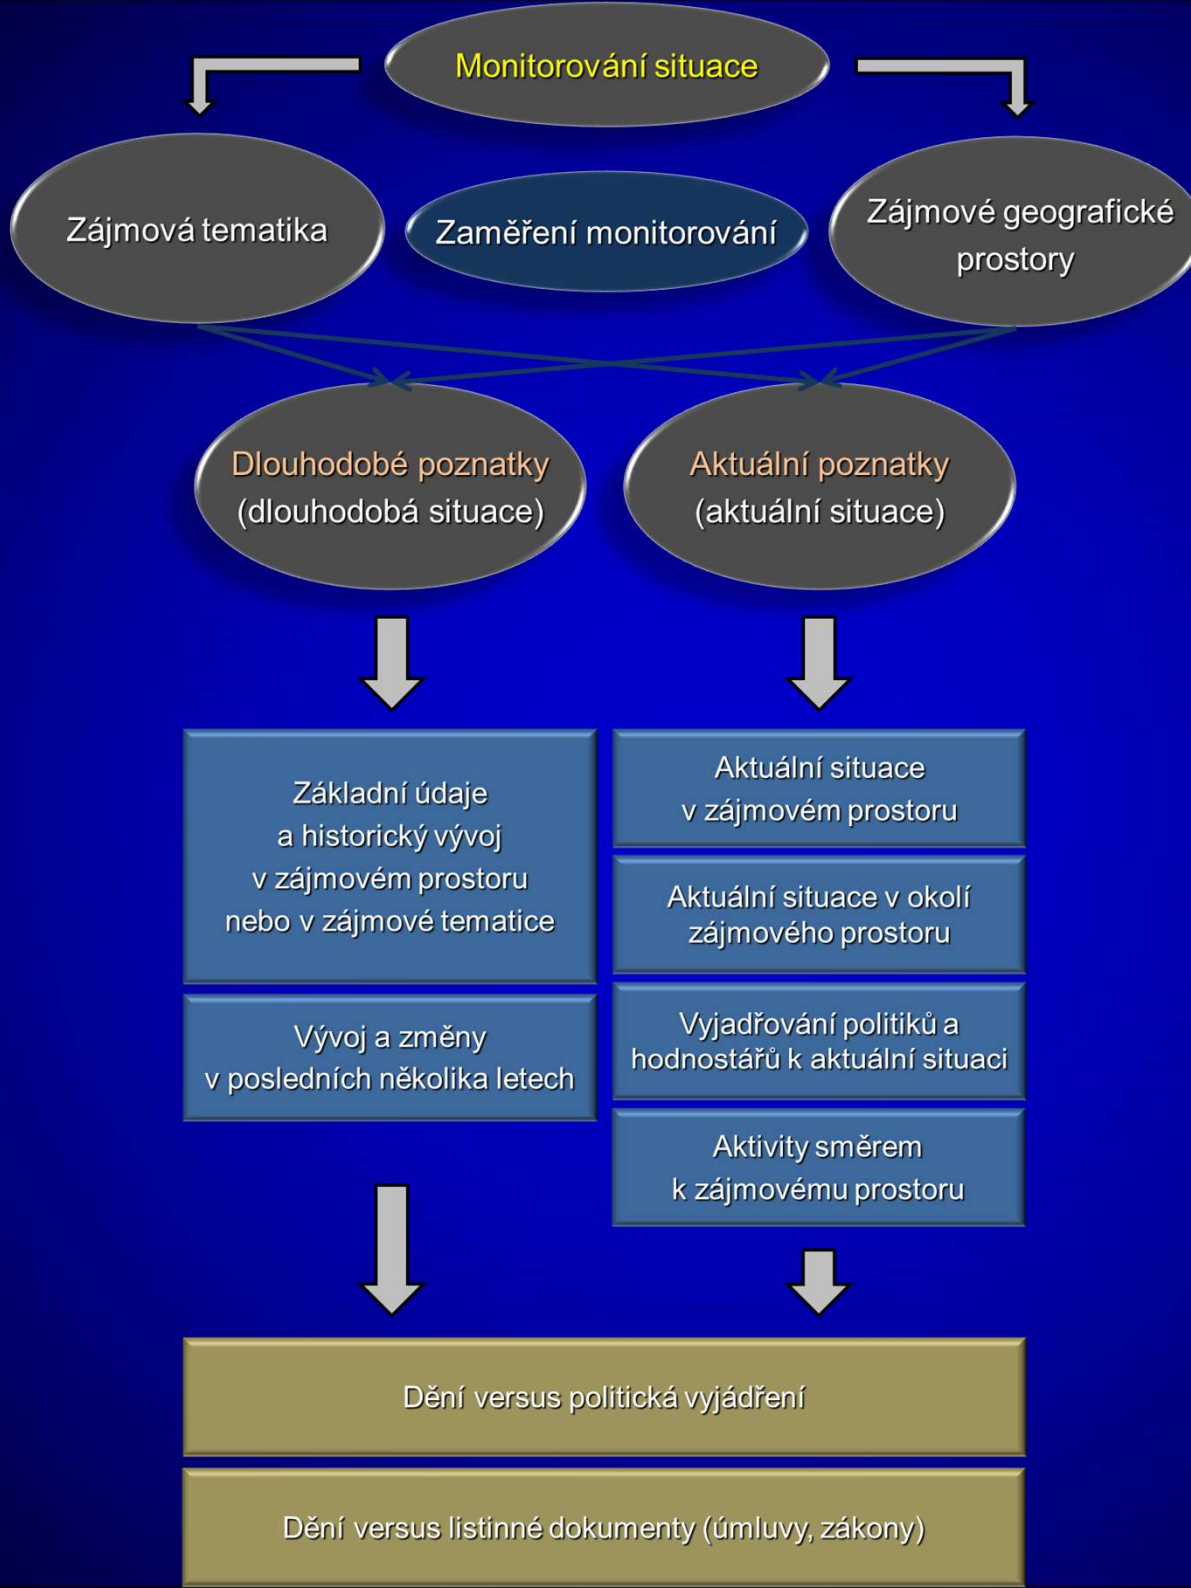 Monitorování situace
Zájmová tematika
Zaměření monitorování
Zájmové geografické
prostory
Dlouhodobé poznatky
(dlouhodobá situace)
Aktuální poznatky
(aktuální situace)
Základní údaje
a historický vývoj
v zájmovém prostoru
nebo v zájmové tematice
Vývoj a změny
v posledních několika letech
Aktuální situace
v zájmovém prostoru
Aktuální situace v okolí
zájmového prostoru
Vyjadřování politiků a
hodnostářů k aktuální situaci
Aktivity směrem
k zájmovému prostoru
Dění versus politická vyjádření
Dění versus listinné dokumenty (úmluvy, zákony)